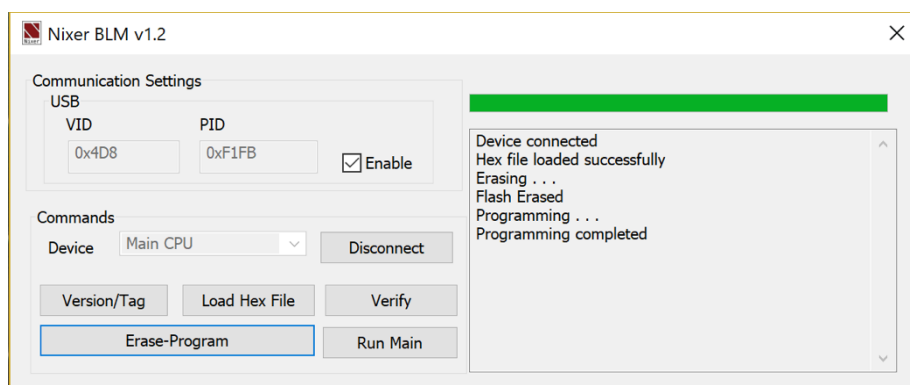 Nixer BLM v1.2
Communication Settings
USB
VID
PID
0x4D8
0xF1FB
Enable
Commands
Device
Main CPU
Disconnect
Version/Tag
Load Hex File
Verify
Erase-Program
Run Main
Device connected
Hex file loaded successfully
Erasing . . .
Flash Erased
Programming . . .
Programming completed